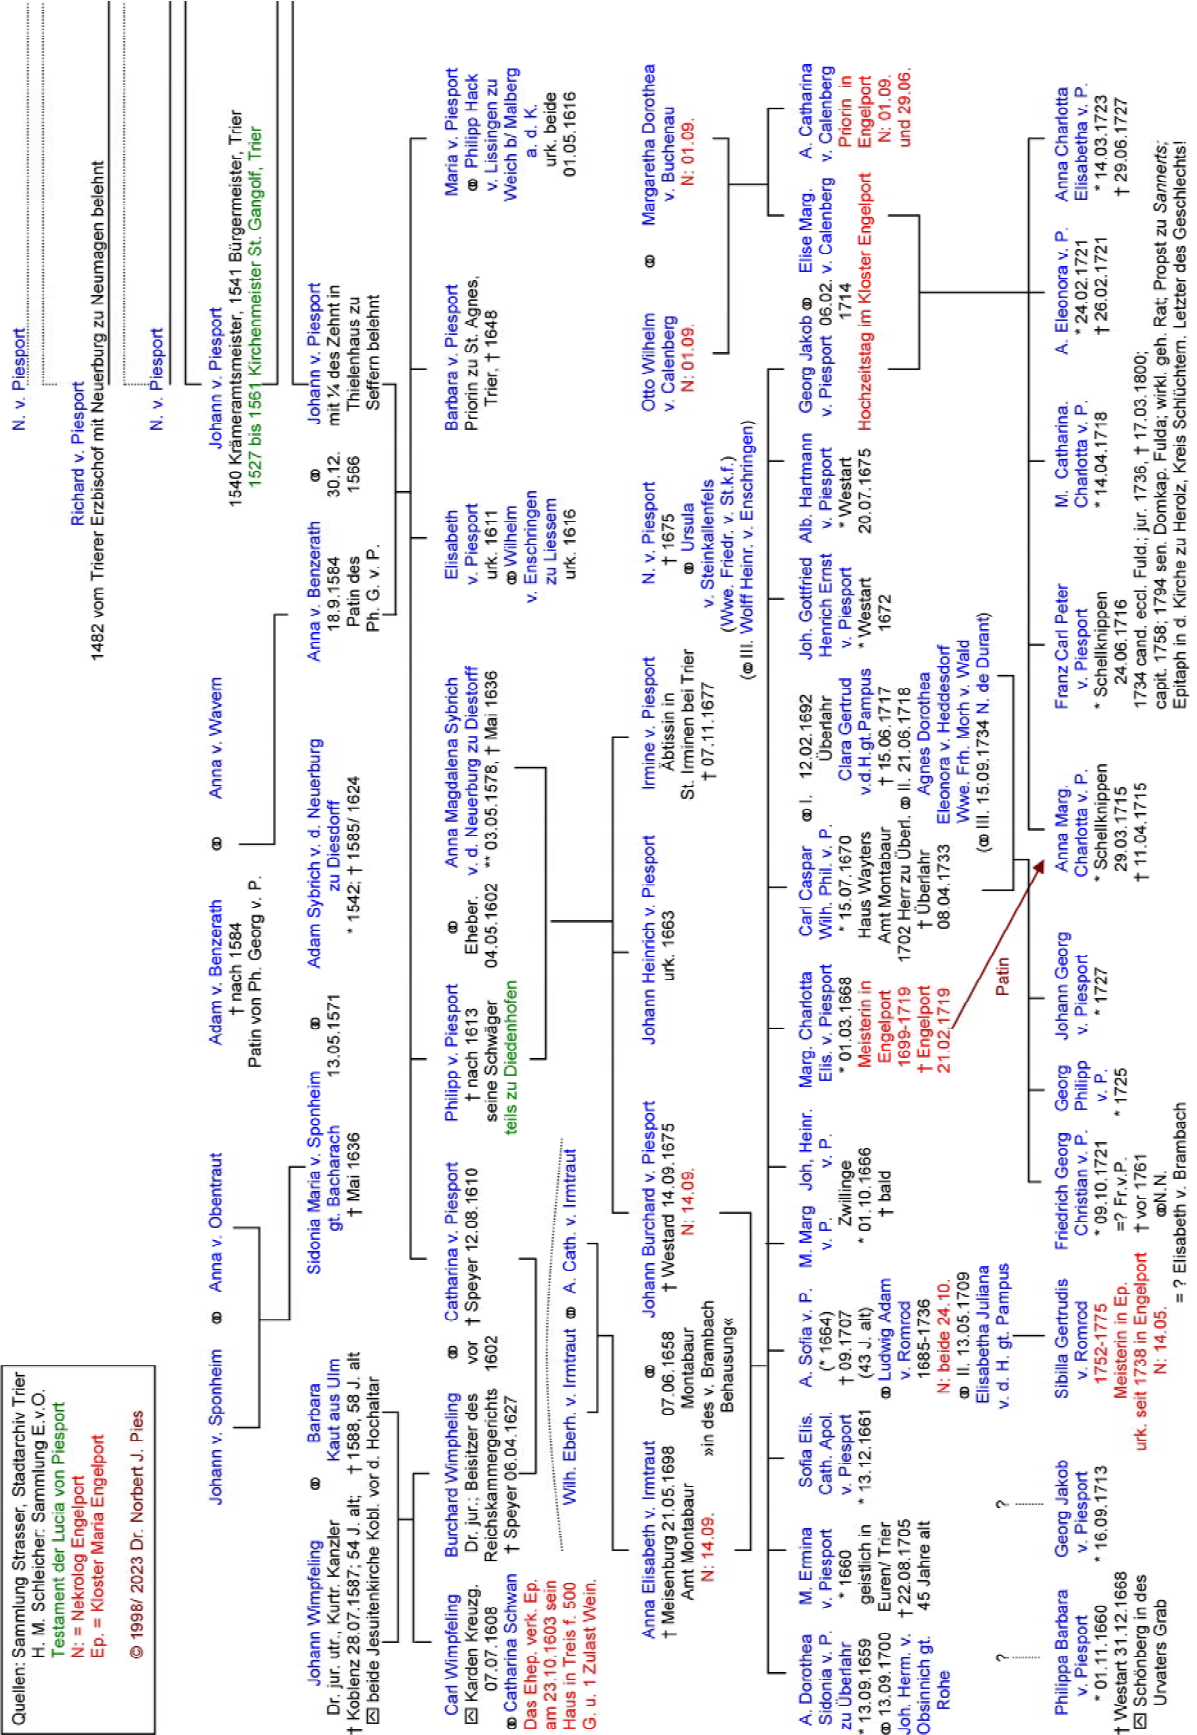 Quellen: Sammlung Strasser, Stadtarchiv Trier
H. M. Schleicher: Sammlung E.v.O.
Testament der Lucia von Piesport
N: = Nekrolog Engelport
Ep. = Kloster Maria Engelport
© 1998/ 2023 Dr. Norbert J. Pies
N. v. Piesport
Richard v. Piesport
1482 vom Trierer Erzbischof mit Neuerburg zu Neumagen belehnt
N. v. Piesport
Johann v. Sponheim
⚭
Anna v. Obentraut
Adam v. Benzerath
† nach 1584
Patin von Ph. Georg v. P.
⚭
Anna v. Wavern
Johann v. Piesport
1540 Krämeramtsmeister, 1541 Bürgermeister, Trier
1527 bis 1561 Kirchenmeister St. Gangolf, Trier
Johann Wimpfeling
Dr. jur. utr., Kurtr. Kanzler
† Koblenz 28.07.1587; 54 J. alt;
⚭
Barbara
Kaut aus Ulm
† 1588, 58 J. alt
beide Jesuitenkirche Kobl. vor d. Hochaltar
Sidonia Maria v. Sponheim
gt. Bacharach
† Mai 1636
⚭
13.05.1571
Adam Sybrich v. d. Neuerburg
zu Diesdorff
* 1542; † 1585/ 1624
Anna v. Benzerath
18.9.1584
Patin des
Ph. G. v. P.
⚭
30.12.
1566
Johann v. Piesport
mit ¼ des Zehnt in
Thielenhaus zu
Seffern belehnt
Carl Wimpfeling
Karden Kreuzg.
07.07.1608
⚭ Catharina Schwan
Das Ehep. verk. Ep.
am 23.10.1603 sein
Haus in Treis f. 500
G. u. 1 Zulast Wein.
Burchard Wimpheling
Dr. jur.; Beisitzer des
Reichskammergerichts
† Speyer 06.04.1627
⚭
vor
1602
Catharina v. Piesport
† Speyer 12.08.1610
Philipp v. Piesport
† nach 1613
seine Schwäger
teils zu Diedenhofen
⚭
Eheber.
04.05.1602
Anna Magdalena Sybrich
v. d. Neuerburg zu Diestorff
** 03.05.1578, † Mai 1636
Elisabeth
v. Piesport
urk. 1611
⚭ Wilhelm
v. Enschringen
zu Liessem
urk. 1616
Barbara v. Piesport
Priorin zu St. Agnes,
Trier, † 1648
Maria v. Piesport
⚭ Philipp Hack
v. Lissingen zu
Weich b/ Malberg
a. d. K.
urk. beide
01.05.1616
Wilh. Eberh. v. Irmtraut ⚭ A. Cath. v. Irmtraut
Anna Elisabeth v. Irmtraut
† Meisenburg 21.05.1698
Amt Montabaur
N: 14.09.
⚭
07.06.1658
Montabaur
»in des v. Brambach
Behausung«
Johann Burchard v. Piesport
† Westard 14.09.1675
N: 14.09.
Johann Heinrich v. Piesport
urk. 1663
Irmine v. Piesport
Äbtissin in
St. Irminen bei Trier
† 07.11.1677
N. v. Piesport
† 1675
⚭ Ursula
v. Steinkallenfels
(Wwe. Friedr. v. St.k.f.)
(⚭ III. Wolff Heinr. v. Enschringen)
Otto Wilhelm
v. Calenberg
N: 01.09.
⚭
Margaretha Dorothea
v. Buchenau
N: 01.09.
A. Dorothea
Sidonia v. P.
zu Überlahr
* 13.09.1659
⚭ 13.09.1700
Joh. Herm. v.
Obsinnich gt.
Rohe
M. Ermina
v. Piesport
* 1660
geistlich in
Euren/ Trier
† 22.08.1705
45 Jahre alt
Sofia Elis.
Cath. Apol.
v. Piesport
* 13.12.1661
A. Sofia v. P.
(* 1664)
† 09.1707
(43 J. alt)
⚭ Ludwig Adam
v. Romrod
1685-1736
N: beide 24.10.
⚭ II. 13.05.1709
Elisabetha Juliana
v. d. H. gt. Pampus
M. Marg
v. P.
Joh, Heinr.
v. P.
Zwillinge
* 01.10.1666
† bald
Marg. Charlotta
Elis. v. Piesport
* 01.03.1668
Meisterin in
Engelport
1699-1719
† Engelport
21.02.1719
Carl Caspar
Wilh. Phil. v. P.
* 15.07.1670
Haus Wayters
Amt Montabaur
1702 Herr zu Überl.
† Überlahr
08.04.1733
⚭ I. 12.02.1692
Überlahr
Clara Gertrud
v.d.H.gt.Pampus
† 15.06.1717
⚭ II. 21.06.1718
Agnes Dorothea
Eleonora v. Heddesdorf
Wwe. Frh. Morh v. Wald
(⚭ III. 15.09.1734 N. de Durant)
Joh. Gottfried
Henrich Ernst
v. Piesport
* Westart
1672
Alb. Hartmann
v. Piesport
* Westart
20.07.1675
Georg Jakob ⚭ Elise Marg.
v. Piesport 06.02. v. Calenberg
1714
Hochzeitstag im Kloster Engelport
A. Catharina
v. Calenberg
Priorin in
Engelport
N: 01.09.
und 29.06.
Patin
?
Philippa Barbara
v. Piesport
* 01.11.1660
† Westart 31.12.1668
Schönberg in des
Urvaters Grab
?
Georg Jakob
v. Piesport
* 16.09.1713
Sibilla Gertrudis
v. Romrod
1752-1775
Meisterin in Ep.
urk. seit 1738 in Engelport
N: 14.05.
Friedrich Georg
Christian v. P.
* 09.10.1721
=? Fr.v.P.
† vor 1761
⚭N.N.
= ? Elisabeth v. Brambach
Georg
Philipp
v. P.
* 1725
Johann Georg
v. Piesport
* 1727
Anna Marg.
Charlotta v. P.
* Schellknippen
29.03.1715
† 11.04.1715
Franz Carl Peter
v. Piesport
* Schellknippen
24.06.1716
1734 cand. eccl. Fuld.; jur. 1736, † 17.03.1800;
capit. 1758; 1794 sen. Domkap. Fulda; wirkl. geh. Rat; Propst zu Sannerts;
Epitaph in d. Kirche zu Herolz, Kreis Schlüchtern. Letzter des Geschlechts!
M. Catharina.
Charlotta v. P.
* 14.04.1718
A. Eleonora v. P.
* 24.02.1721
† 26.02.1721
Anna Charlotta
Elisabetha v. P.
* 14.03.1723
† 29.06.1727